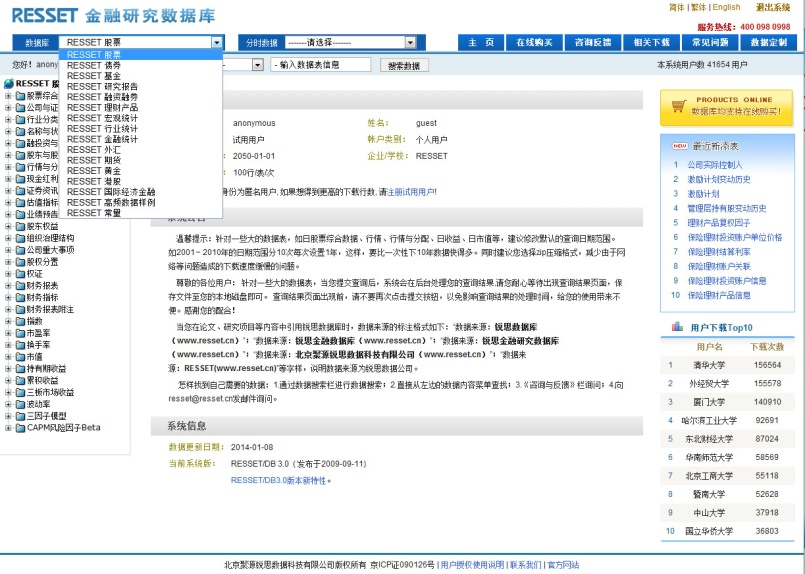 RESSET 金融研究数据库
简体 | 繁体 | English 退出系统
服务热线: 400 098 0998
数据库 RESSET 股票 分时数据 -------请选择-------
主 页 在线购买 咨询反馈 相关下载 常见问题 数据定制
您好! anony
- 输入数据表信息 搜索数据
本系统用户数 41654 用户
RESSET 股票
RESSET 债券
RESSET 基金
RESSET 研究报告
RESSET 融资融券
RESSET 理财产品
RESSET 宏观统计
RESSET 行业统计
RESSET 金融统计
RESSET 外汇
RESSET 期货
RESSET 黄金
RESSET 港股
RESSET 国际经济金融
RESSET 高频数据样例
RESSET 常量
RESSET 股
股票综合
公司与证
行业分类
名称与状
融投资与
股东与股
行情与分
现金红利
证券资讯
估值指标
业绩预告
股东权益
组织治理结构
公司重大事项
股权分置
权证
财务报表
财务指标
财务报表附注
指数
市盈率
换手率
市值
持有期收益
累积收益
三板市场收益
波动率
三因子模型
CAPM风险因子Beta
anonymous 姓名: guest
试用用户 帐户类别: 个人用户
2050-01-01 企业/学校: RESSET
100行/表/次
身份为匿名用户, 如果想得到更高的下载行数, 请注册试用用户!
温馨提示: 针对一些大的数据表, 如日股票综合数据、行情、行情与分配、日收益、日市值等, 建议修改默认的查询日期范围。
如2001- 2010年的日期范围分10次每次设置1年, 这样, 要比一次性下10年数据快得多。同时建议您选择zip压缩格式, 减少由于网
络等问题造成的下载速度缓慢的问题。
尊敬的各位用户: 针对一些大的数据表, 当您提交查询后, 系统会在后台处理您的查询结果.请您耐心等待出现查询结果页面, 保
存文件至您的本地磁盘即可。 查询结果页面出现前, 请不要再次点击提交按钮, 以免影响查询结果的处理时间, 给您的使用带来不
便。感谢您的配合!
当您在论文、研究项目等内容中引用锐思数据库时, 数据来源的标注格式如下: “数据来源: 锐思数据库
（www.resset.cn）”; “数据来源: 锐思金融数据库（www.resset.cn）”; “数据来源: 锐思金融研究数据库
（www.resset.cn）”; “数据来源: 北京聚源锐思数据科技有限公司（www.resset.cn）”; “数据来
源: RESSET(www.resset.cn)”等字样, 说明数据来源为锐思数据公司。
怎样找到自己需要的数据: 1.通过数据搜索栏进行数据搜索; 2.直接从左边的数据内容菜单查找; 3.《咨询与反馈》栏询问; 4.向
resset@resset.cn发邮件询问。
系统信息
数据更新日期: 2014-01-08
当前系统版: RESSET/DB 3.0（发布于2009-09-11）
RESSET/DB3.0版本新特性。
PRODUCTS ONLINE
数据库均支持在线购买!
NEW 最近新添表
1 公司实际控制人
2 激励计划变动历史
3 激励计划
4 管理层持有股变动历史
5 理财产品复权因子
6 保险理财投资账户单位价格
7 保险理财结算利率
8 保险理财账户关联
9 保险理财投资账户信息
10 保险理财产品信息
用户下载Top10
用户名 下载次数
1 清华大学 156564
2 外经贸大学 155578
3 厦门大学 140910
4 哈尔滨工业大学 92691
5 东北财经大学 87024
6 华南师范大学 58569
7 北京工商大学 55118
8 暨南大学 52628
9 中山大学 37918
10 国立华侨大学 36803
北京聚源锐思数据科技有限公司版权所有 京ICP证090126号 | 用户授权使用说明 | 联系我们 | 官方网站